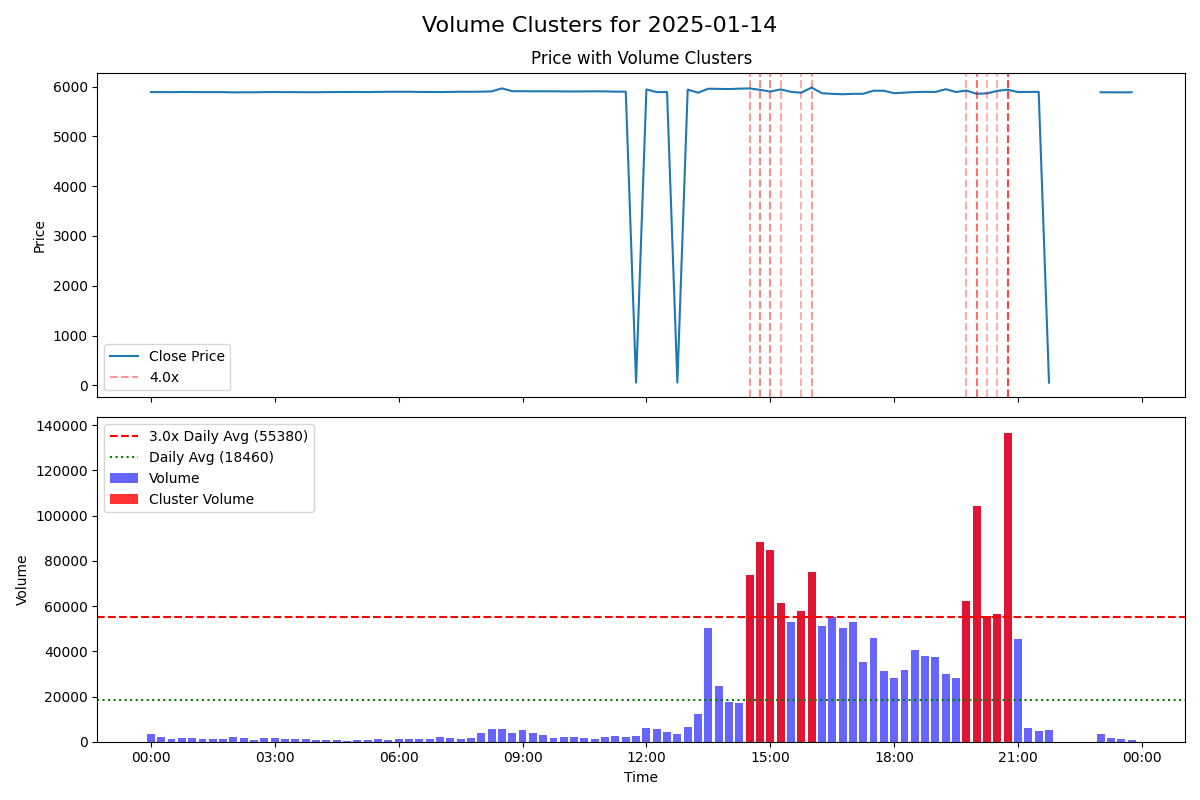 Volume Clusters for 2025-01-14
Price with Volume Clusters
6000
5000
4000
3000
2000
1000
0
Price
Close Price
4.0x
140000
120000
100000
80000
60000
40000
20000
0
Volume
3.0x Daily Avg (55380)
Daily Avg (18460)
Volume
Cluster Volume
00:00 03:00 06:00 09:00 12:00 15:00 18:00 21:00 00:00
Time